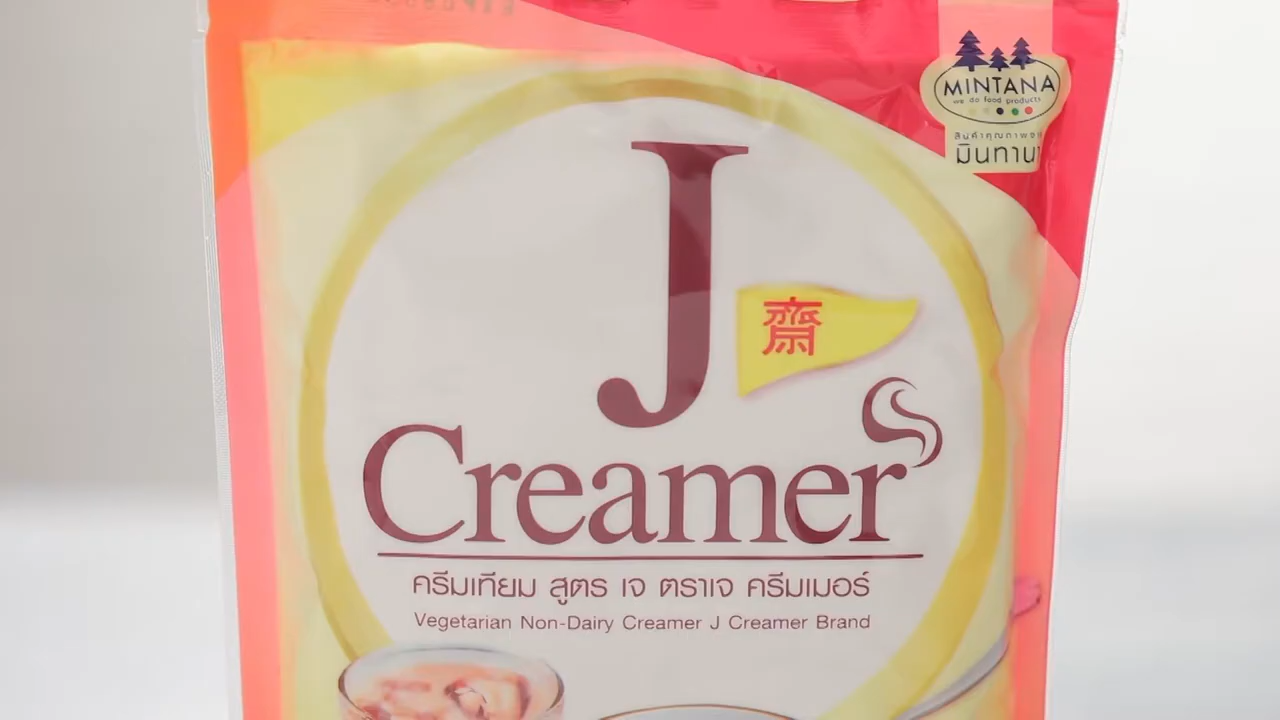 MINTANA
we do food products
สินค้าคุณภาพจาก
มินทานา
J
齋
Creamer
ครีมเทียม สูตร เจ ตราเจ ครีมเมอร์
Vegetarian Non-Dairy Creamer J Creamer Brand